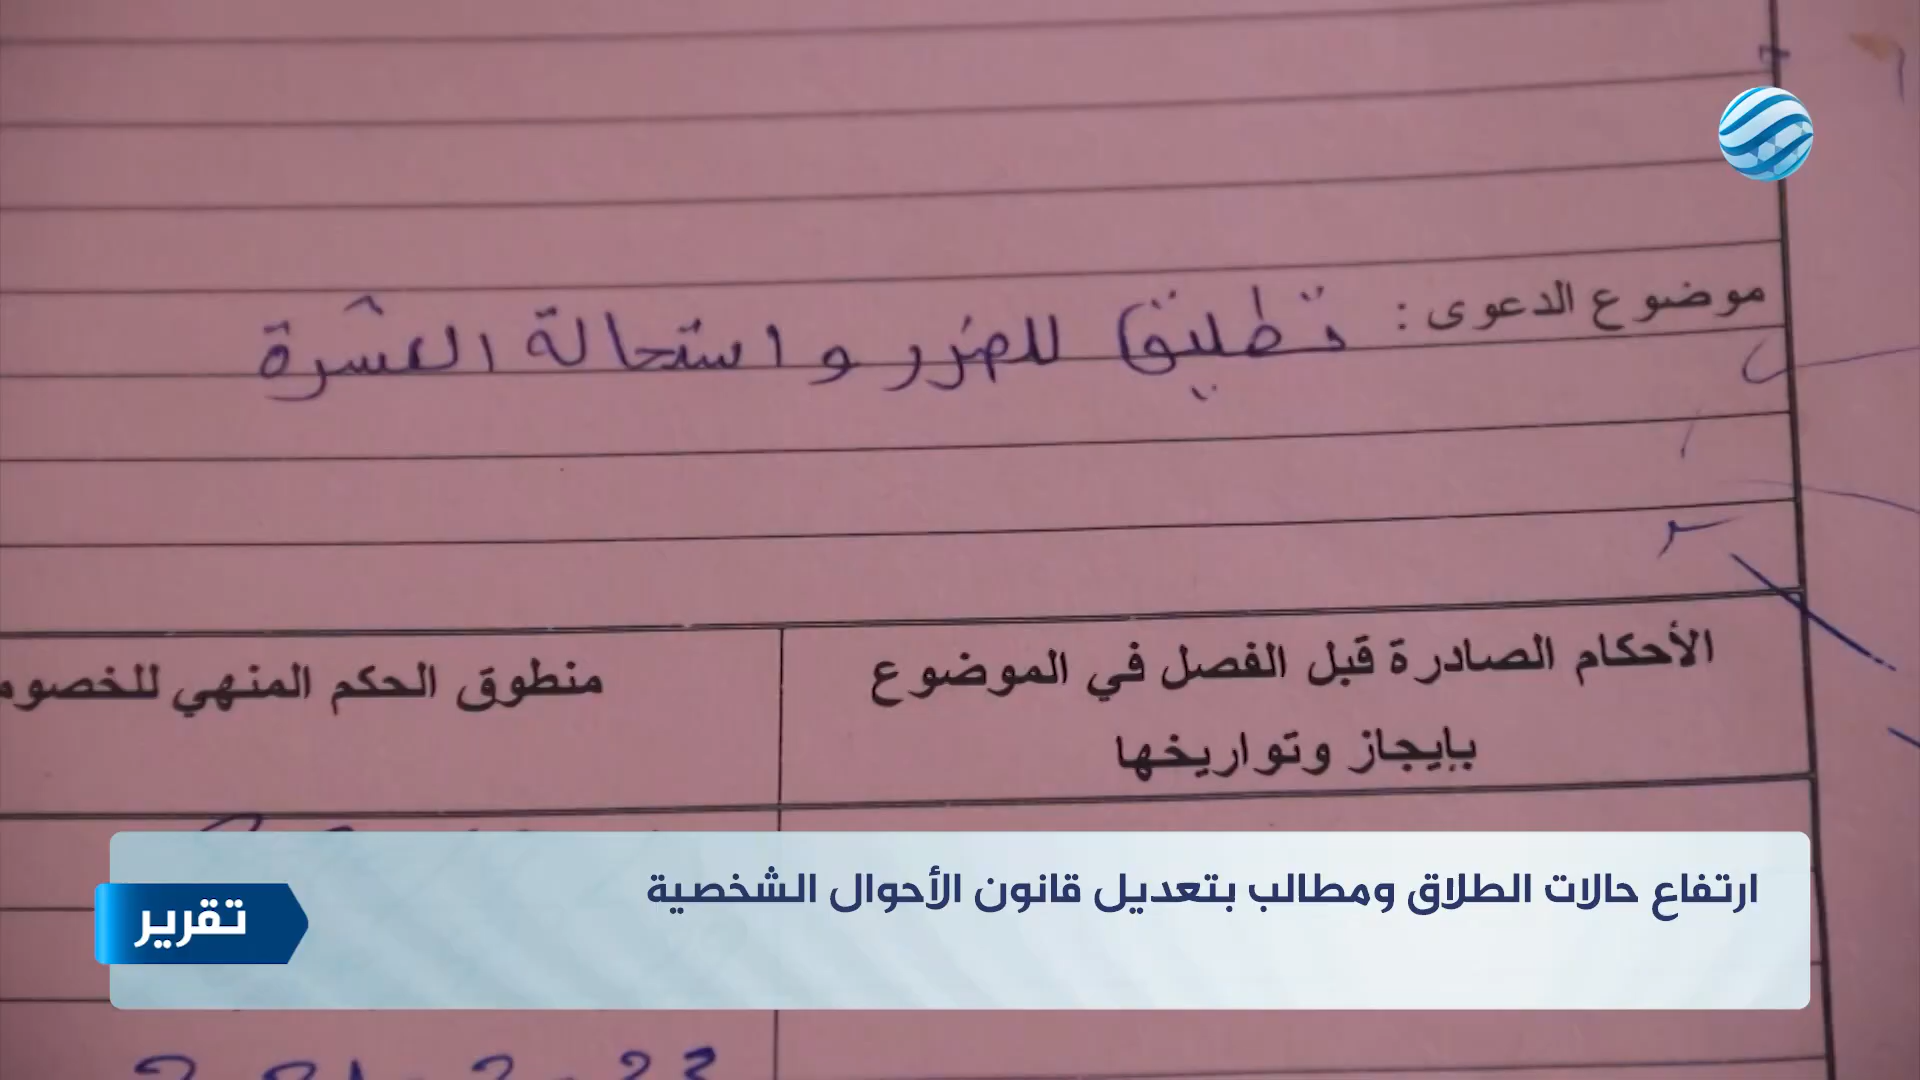 موضوع الدعوى : تطليق للضرر واستحالة العشرة
الأحكام الصادرة قبل الفصل في الموضوع
بإيجاز وتواريخها
منطوق الحكم المنهي
ارتفاع حالات الطلاق ومطالب بتعديل قانون الأحوال الشخصية
تقرير